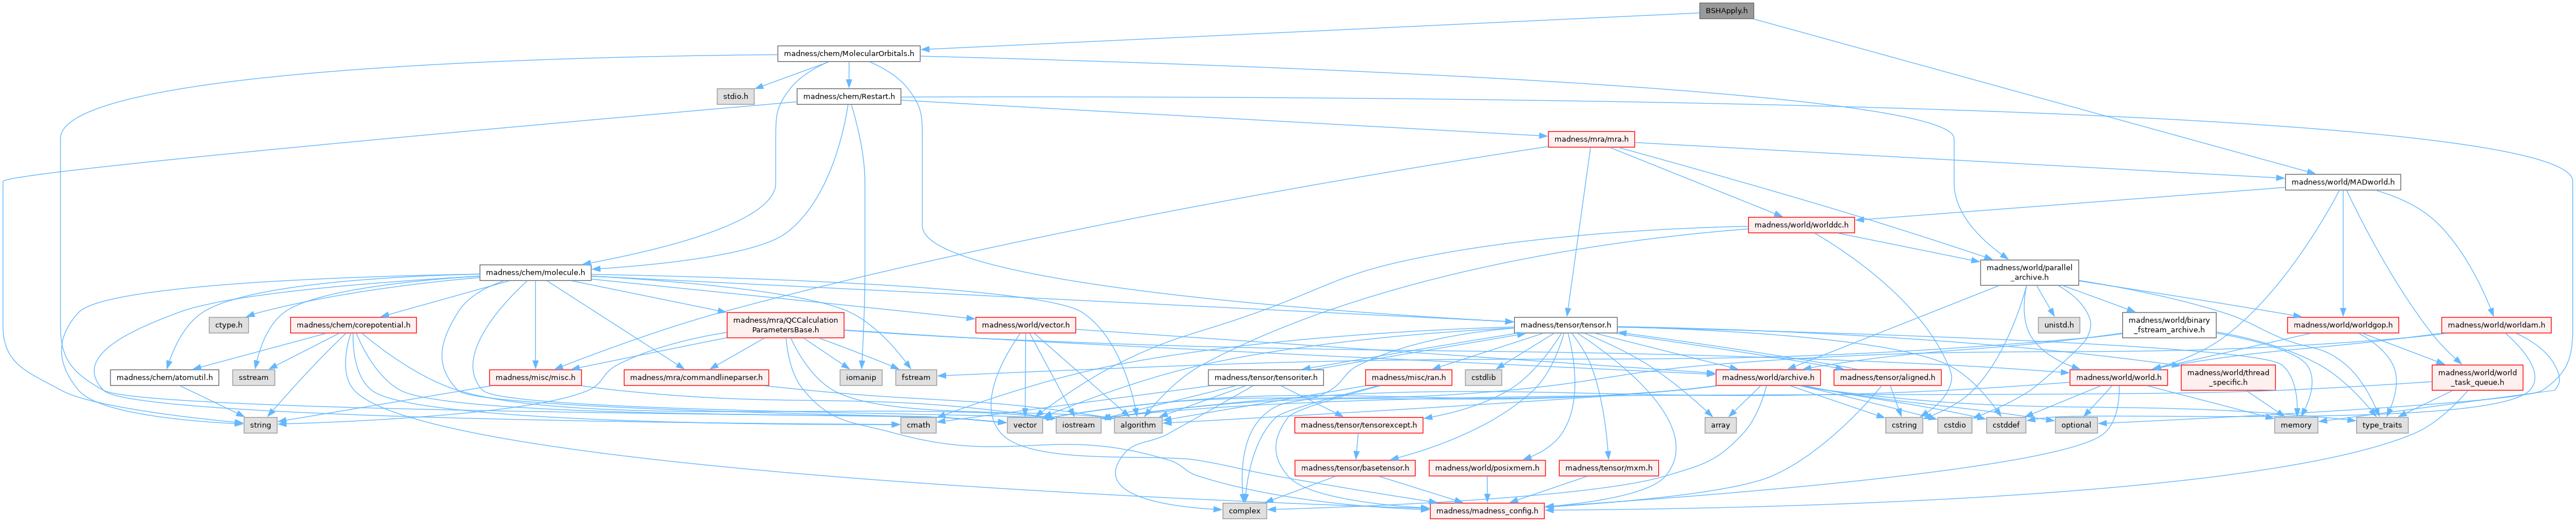 BSHApply.h
madness/chem/MolecularOrbitals.h
stdio.h
madness/chem/Restart.h
madness/mra/mra.h
madness/world/MADworld.h
madness/world/worlddc.h
madness/chem/molecule.h
madness/world/parallel
_archive.h
ctype.h
madness/chem/corepotential.h
madness/mra/QCCalculation
ParametersBase.h
madness/world/vector.h
madness/tensor/tensor.h
unistd.h
madness/world/binary
_fstream_archive.h
madness/world/worldgop.h
madness/world/worldam.h
madness/chem/atomutil.h
sstream
madness/misc/misc.h
madness/mra/commandlineparser.h
iomanip
fstream
madness/tensor/tensoriter.h
madness/misc/ran.h
cstdlib
madness/world/archive.h
madness/tensor/aligned.h
madness/world/world.h
madness/world/thread
_specific.h
madness/world/world
_task_queue.h
string
cmath
vector
iostream
algorithm
madness/tensor/tensorexcept.h
array
cstring
cstdio
cstddef
optional
memory
type_traits
madness/tensor/basetensor.h
madness/world/posixmem.h
madness/tensor/mxm.h
complex
madness/madness_config.h